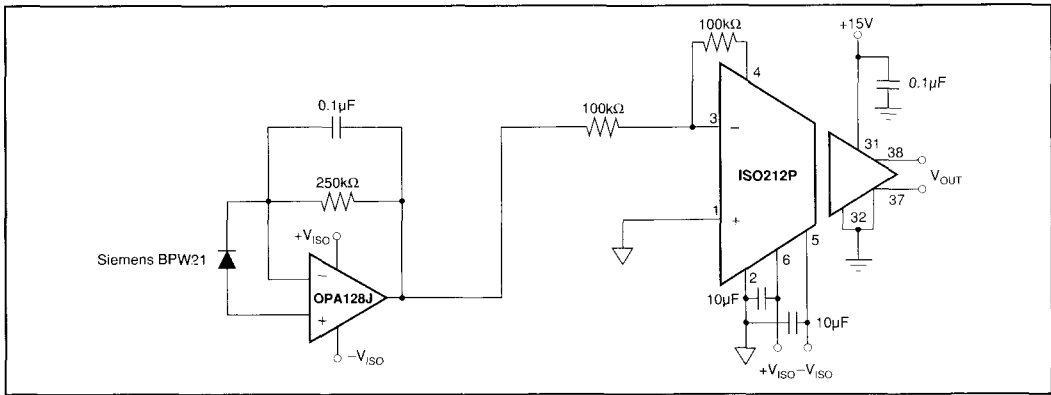 +15V
100kΩ
4
0.1µF
0.1µF
100kΩ
3
−
31
38
250kΩ
ISO212P
V_OUT
37
+V_ISO
1
+
32
5
Siemens BPW21
−
6
OPA128J
2
+
10µF
10µF
−V_ISO
+V_ISO −V_ISO